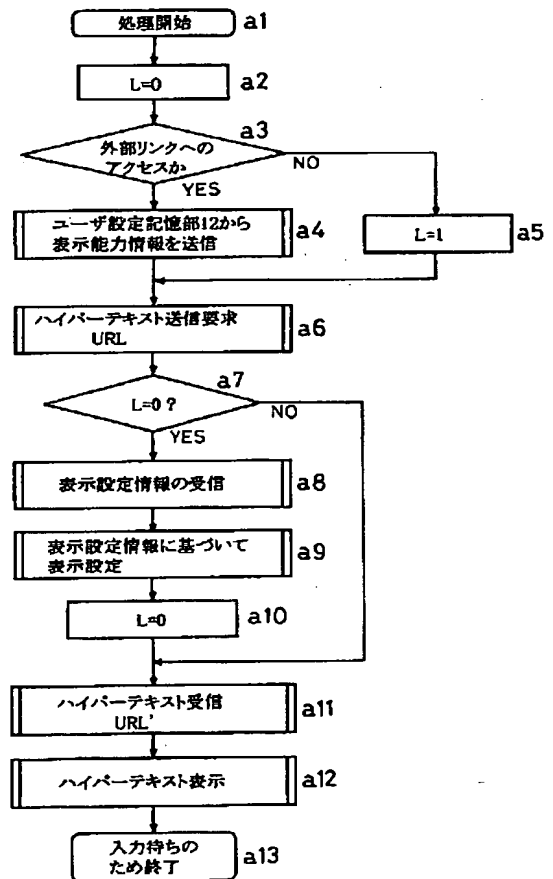 処理開始 a1
L=0 a2
a3
外部リンクへの
アクセスか
NO
YES
ユーザ設定記憶部12から
表示能力情報を送信
a4
L=1 a5
ハイパーテキスト送信要求
URL
a6
a7
L=0?
NO
YES
表示設定情報の受信 a8
表示設定情報に基づいて
表示設定
a9
L=0 a10
ハイパーテキスト受信
URL'
a11
ハイパーテキスト表示 a12
入力待ちの
ため終了
a13